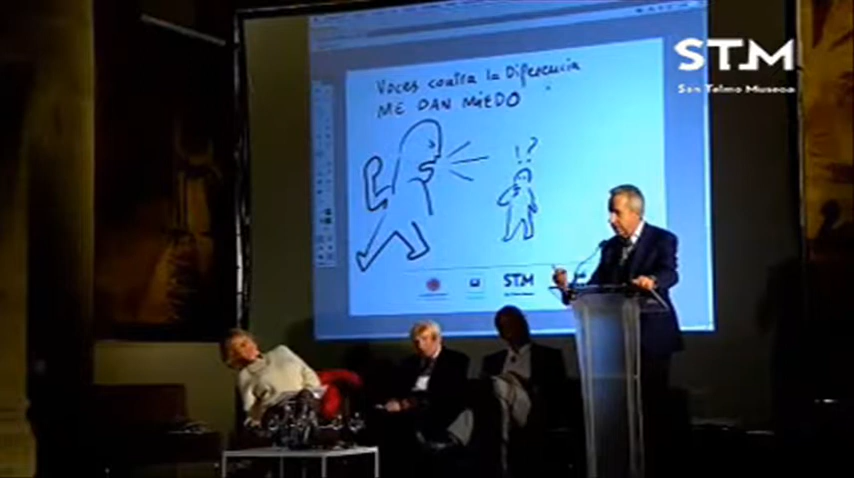 Voces contra la Diferencia
ME DAN MIEDO
STM
San Telmo Museoa
!?
STM